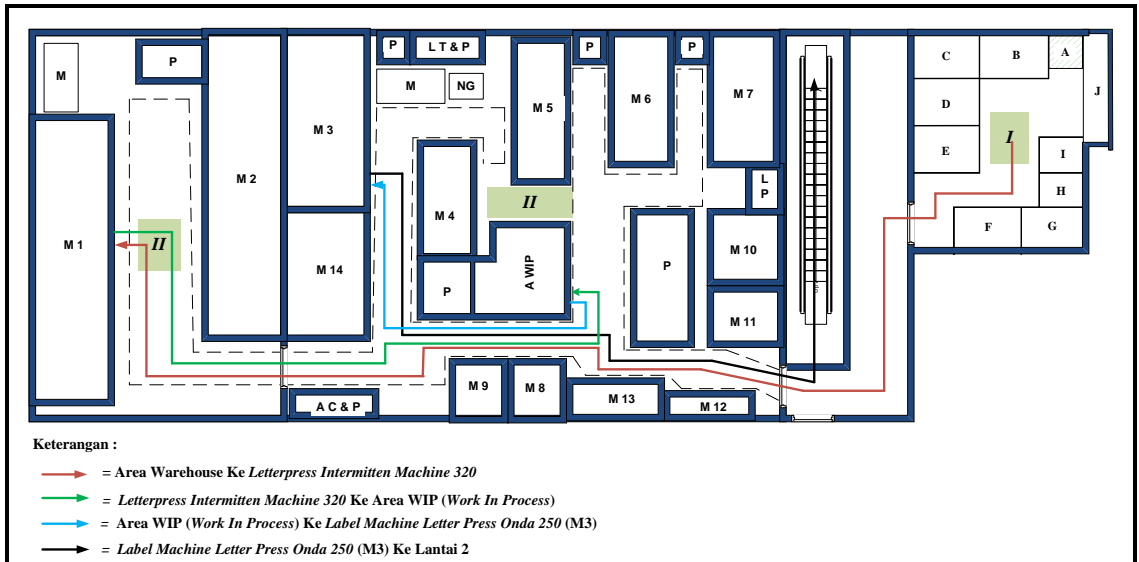 P
L T & P
P
P
C
B
A
M
P
M
NG
M 5
M 6
M 7
J
M 3
D
I
E
I
M 2
L
P
H
M 4
II
F
G
M 1
II
M 10
P
A WIP
M 14
P
M 11
M 9
M 8
M 13
M 12
A C & P
Keterangan :
= Area Warehouse Ke Letterpress Intermitten Machine 320
= Letterpress Intermitten Machine 320 Ke Area WIP (Work In Process)
= Area WIP (Work In Process) Ke Label Machine Letter Press Onda 250 (M3)
= Label Machine Letter Press Onda 250 (M3) Ke Lantai 2